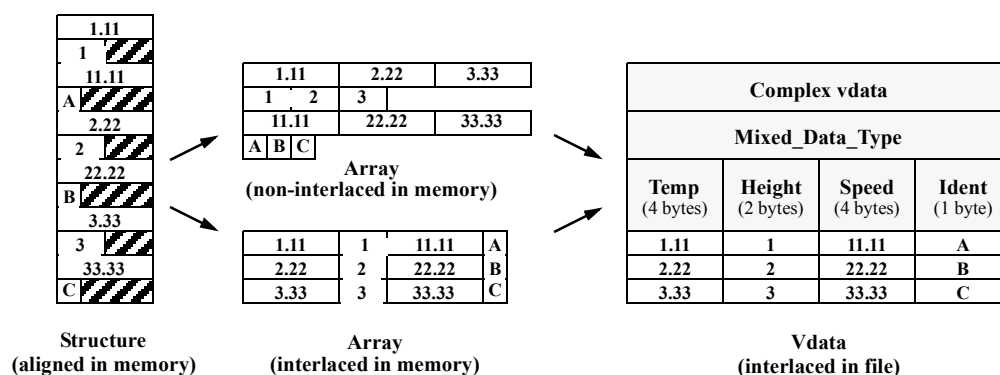 1.11
1
11.11
A
2.22
2
22.22
B
3.33
3
33.33
C
Structure
(aligned in memory)
1.11 2.22 3.33
1 2 3
11.11 22.22 33.33
A B C
Array
(non-interlaced in memory)
1.11 1 11.11 A
2.22 2 22.22 B
3.33 3 33.33 C
Array
(interlaced in memory)
Complex vdata
Mixed_Data_Type
Temp Height Speed Ident
(4 bytes) (2 bytes) (4 bytes) (1 byte)
1.11 1 11.11 A
2.22 2 22.22 B
3.33 3 33.33 C
Vdata
(interlaced in file)